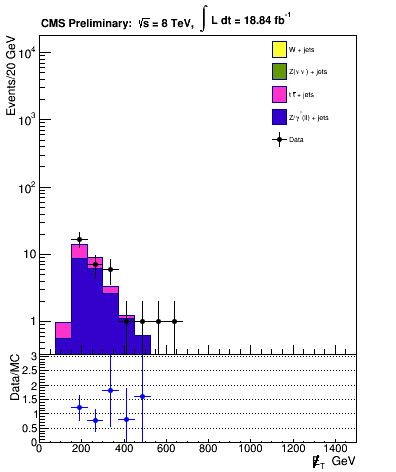 CMS Preliminary: √s = 8 TeV, ∫ L dt = 18.84 fb⁻¹
Events/20 GeV
10⁴
10³
10²
10
1
W + jets
Z(νν) + jets
t t̄ + jets
Z/γ*(ll) + jets
Data
Data/MC
3
2.5
2
1.5
1
0.5
0
0 200 400 600 800 1000 1200 1400
E̸_T GeV